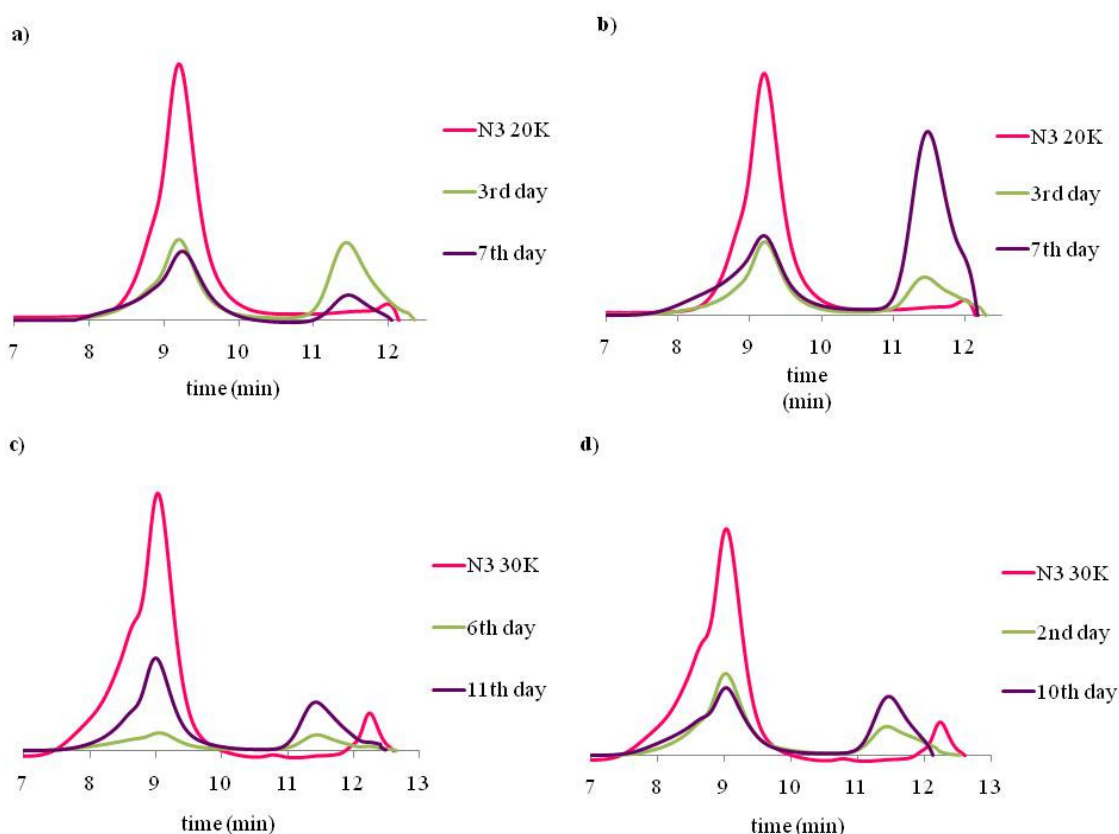 a)
N3 20K
3rd day
7th day
7 8 9 10 11 12
time (min)
b)
N3 20K
3rd day
7th day
7 8 9 10 11 12
time
(min)
c)
N3 30K
6th day
11th day
7 8 9 10 11 12 13
time (min)
d)
N3 30K
2nd day
10th day
7 8 9 10 11 12 13
time (min)